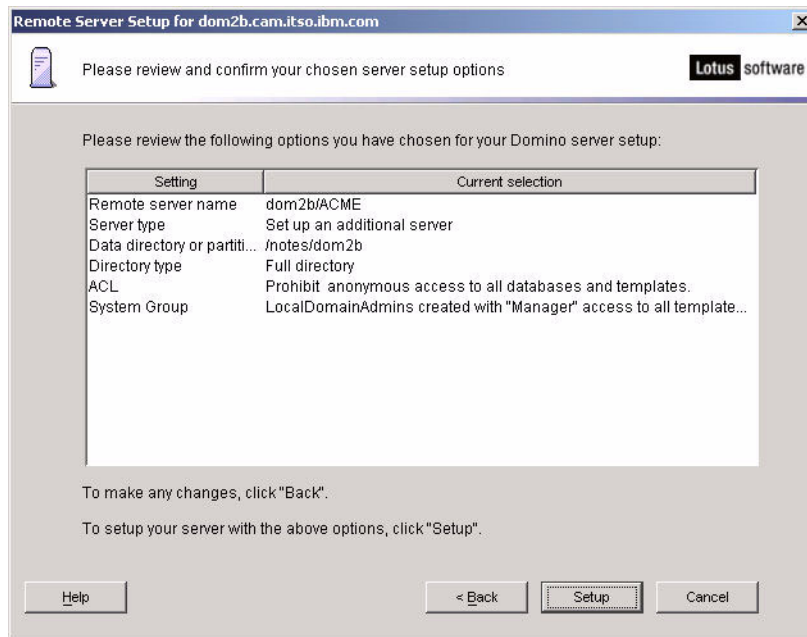 Remote Server Setup for dom2b.cam.itso.ibm.com
Please review and confirm your chosen server setup options
Lotus software
Please review the following options you have chosen for your Domino server setup:
Setting Current selection
Remote server name dom2b/ACME
Server type Set up an additional server
Data directory or partiti... /notes/dom2b
Directory type Full directory
ACL Prohibit anonymous access to all databases and templates.
System Group LocalDomainAdmins created with "Manager" access to all template...
To make any changes, click "Back".
To setup your server with the above options, click "Setup".
Help < Back Setup Cancel